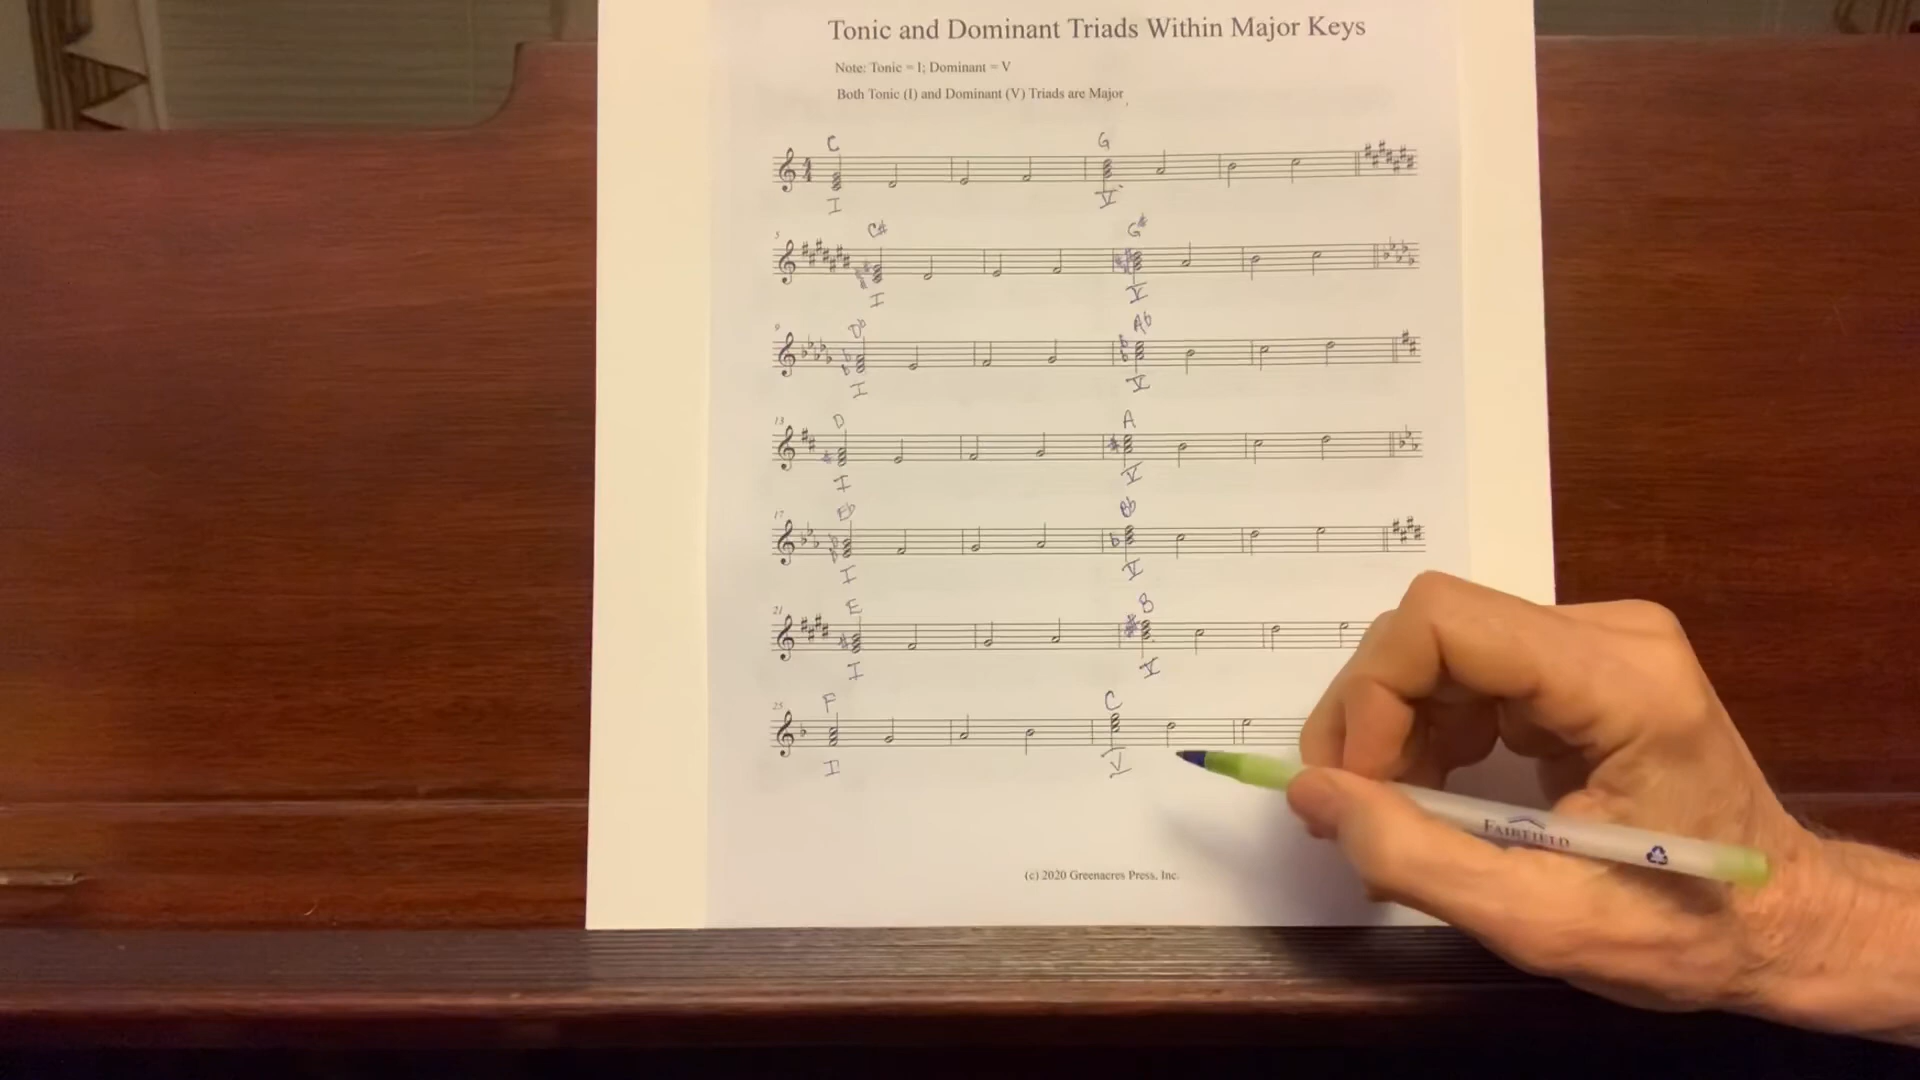 Tonic and Dominant Triads Within Major Keys
Note: Tonic = I; Dominant = V
Both Tonic (I) and Dominant (V) Triads are Major
C G
I V
5
C# G#
I V
9
Db Ab
I V
13
D A
I V
17
Eb Bb
I V
21
E B
I V
25
F C
I V
FAIRFIELD
(c) 2020 Greenacres Press, Inc.